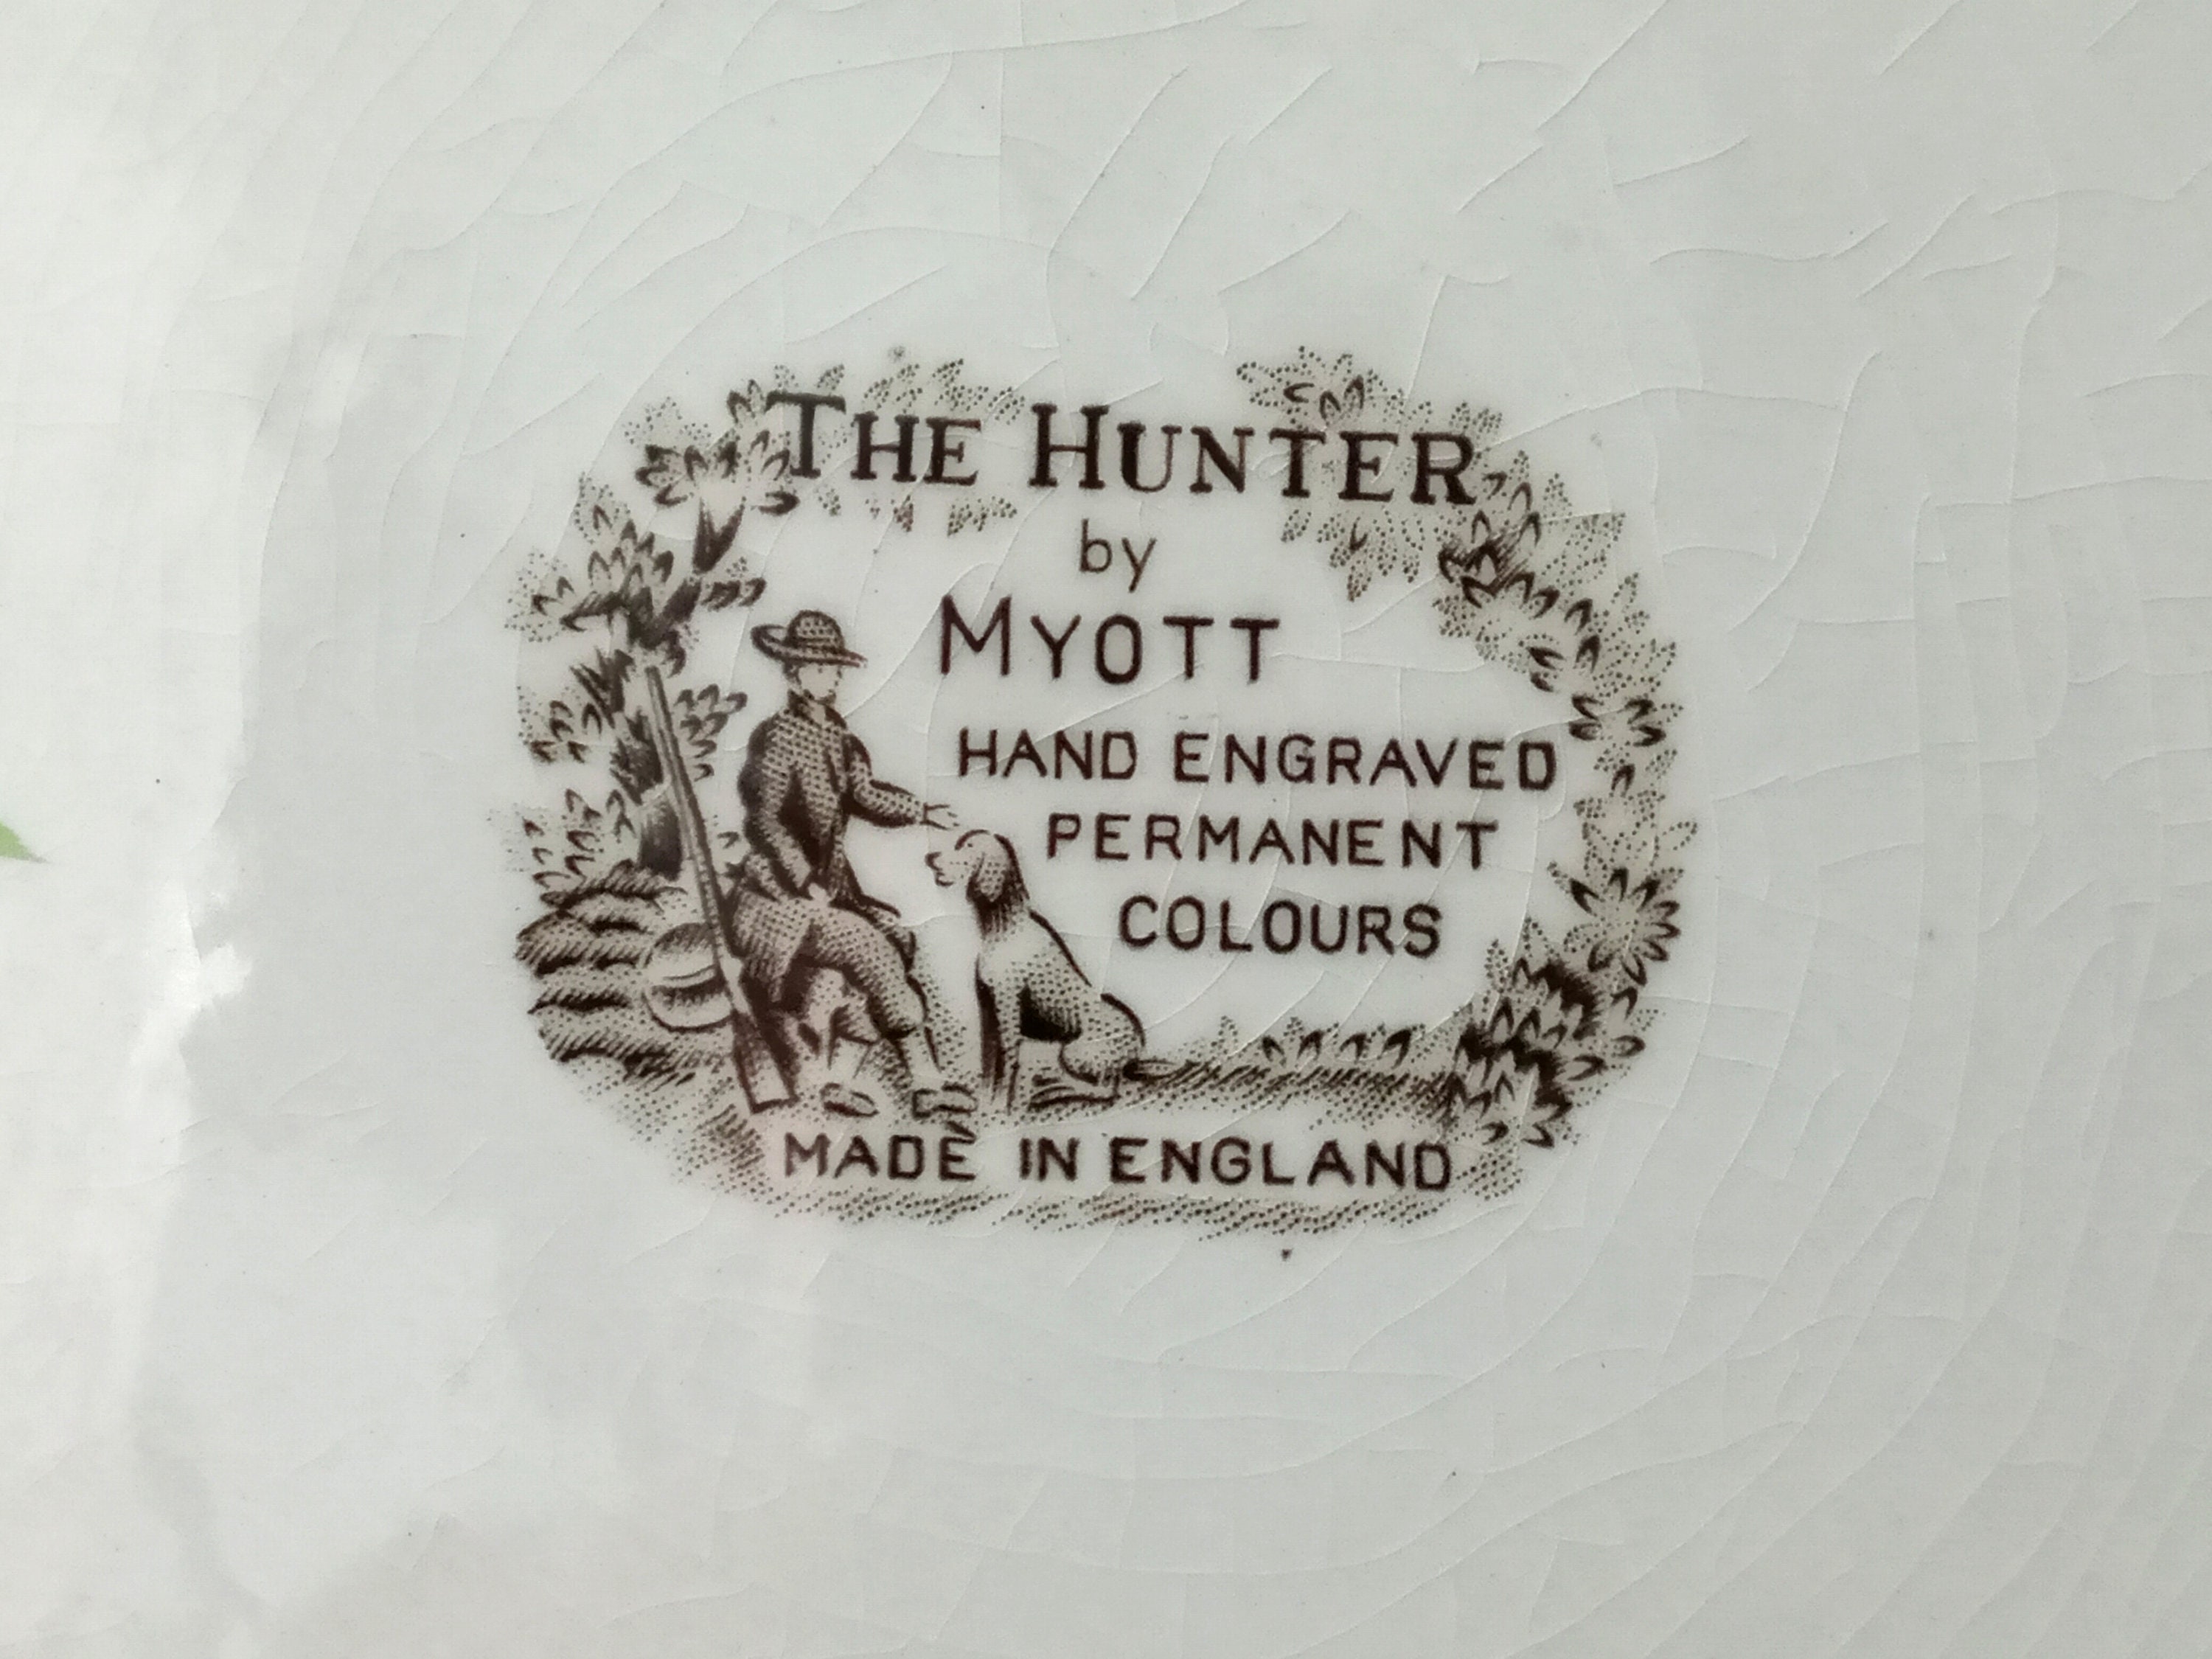 THE HUNTER
by
MYOTT
HAND ENGRAVED
PERMANENT
COLOURS
MADE IN ENGLAND